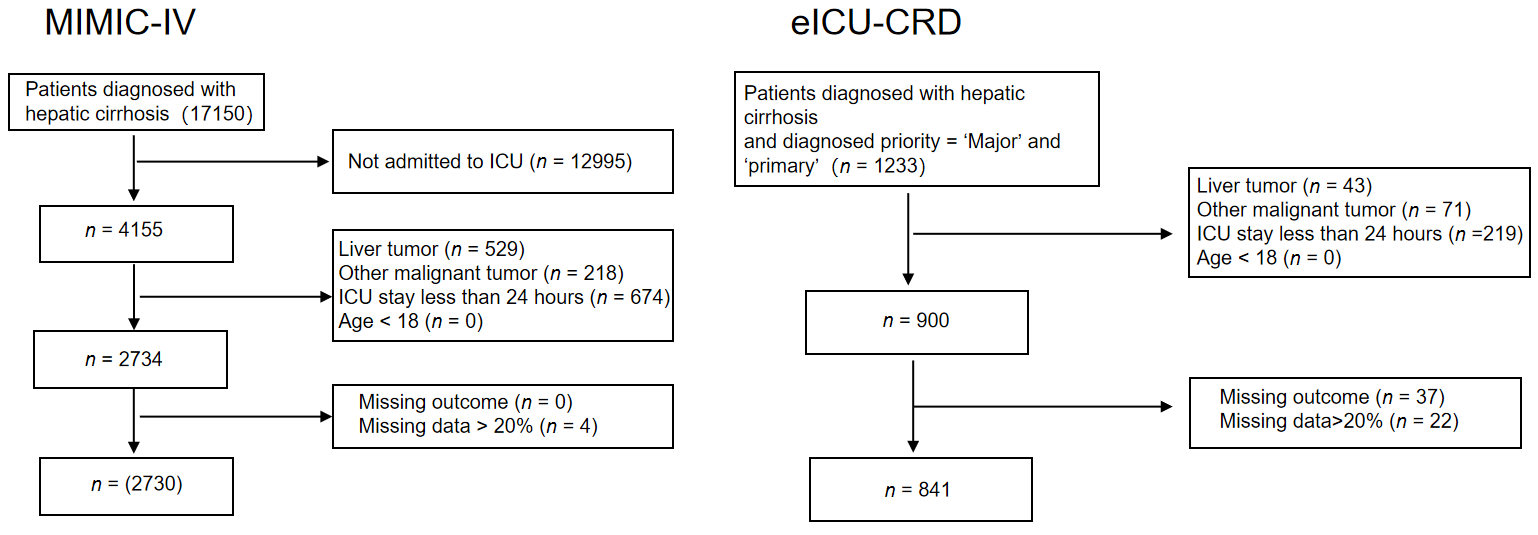 MIMIC-IV
Patients diagnosed with
hepatic cirrhosis (17150)
Not admitted to ICU (n = 12995)
n = 4155
Liver tumor (n = 529)
Other malignant tumor (n = 218)
ICU stay less than 24 hours (n = 674)
Age < 18 (n = 0)
n = 2734
Missing outcome (n = 0)
Missing data > 20% (n = 4)
n = (2730)
eICU-CRD
Patients diagnosed with hepatic
cirrhosis
and diagnosed priority = ‘Major’ and
‘primary’ (n = 1233)
Liver tumor (n = 43)
Other malignant tumor (n = 71)
ICU stay less than 24 hours (n =219)
Age < 18 (n = 0)
n = 900
Missing outcome (n = 37)
Missing data>20% (n = 22)
n = 841